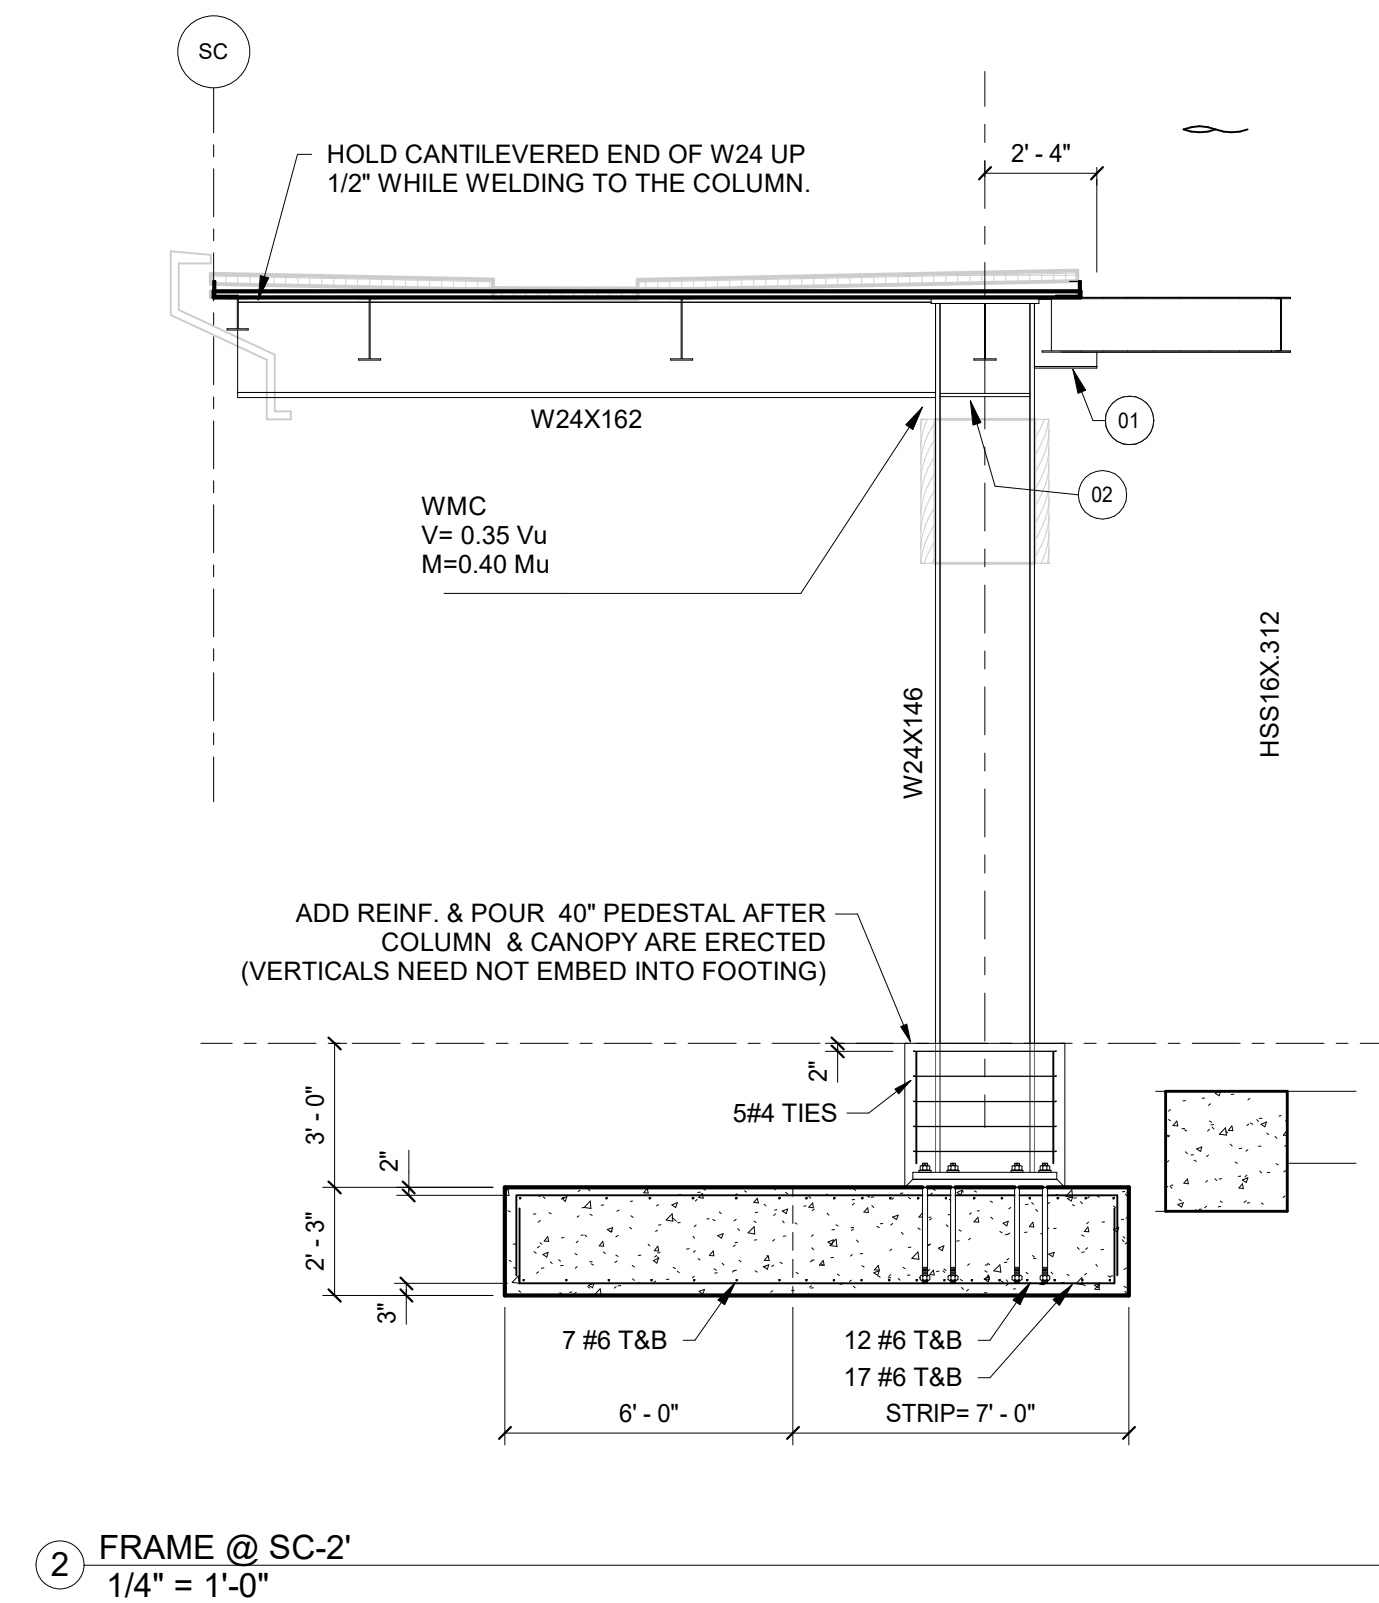 SC
HOLD CANTILEVERED END OF W24 UP
1/2" WHILE WELDING TO THE COLUMN.
2' - 4"
W24X162
01
02
WMC
V= 0.35 Vu
M=0.40 Mu
HSS16X.312
W24X146
ADD REINF. & POUR 40" PEDESTAL AFTER
COLUMN & CANOPY ARE ERECTED
(VERTICALS NEED NOT EMBED INTO FOOTING)
2"
5#4 TIES
3' - 0"
2"
2' - 3"
3"
7 #6 T&B
12 #6 T&B
17 #6 T&B
6' - 0"
STRIP= 7' - 0"
2
FRAME @ SC-2'
1/4" = 1'-0"